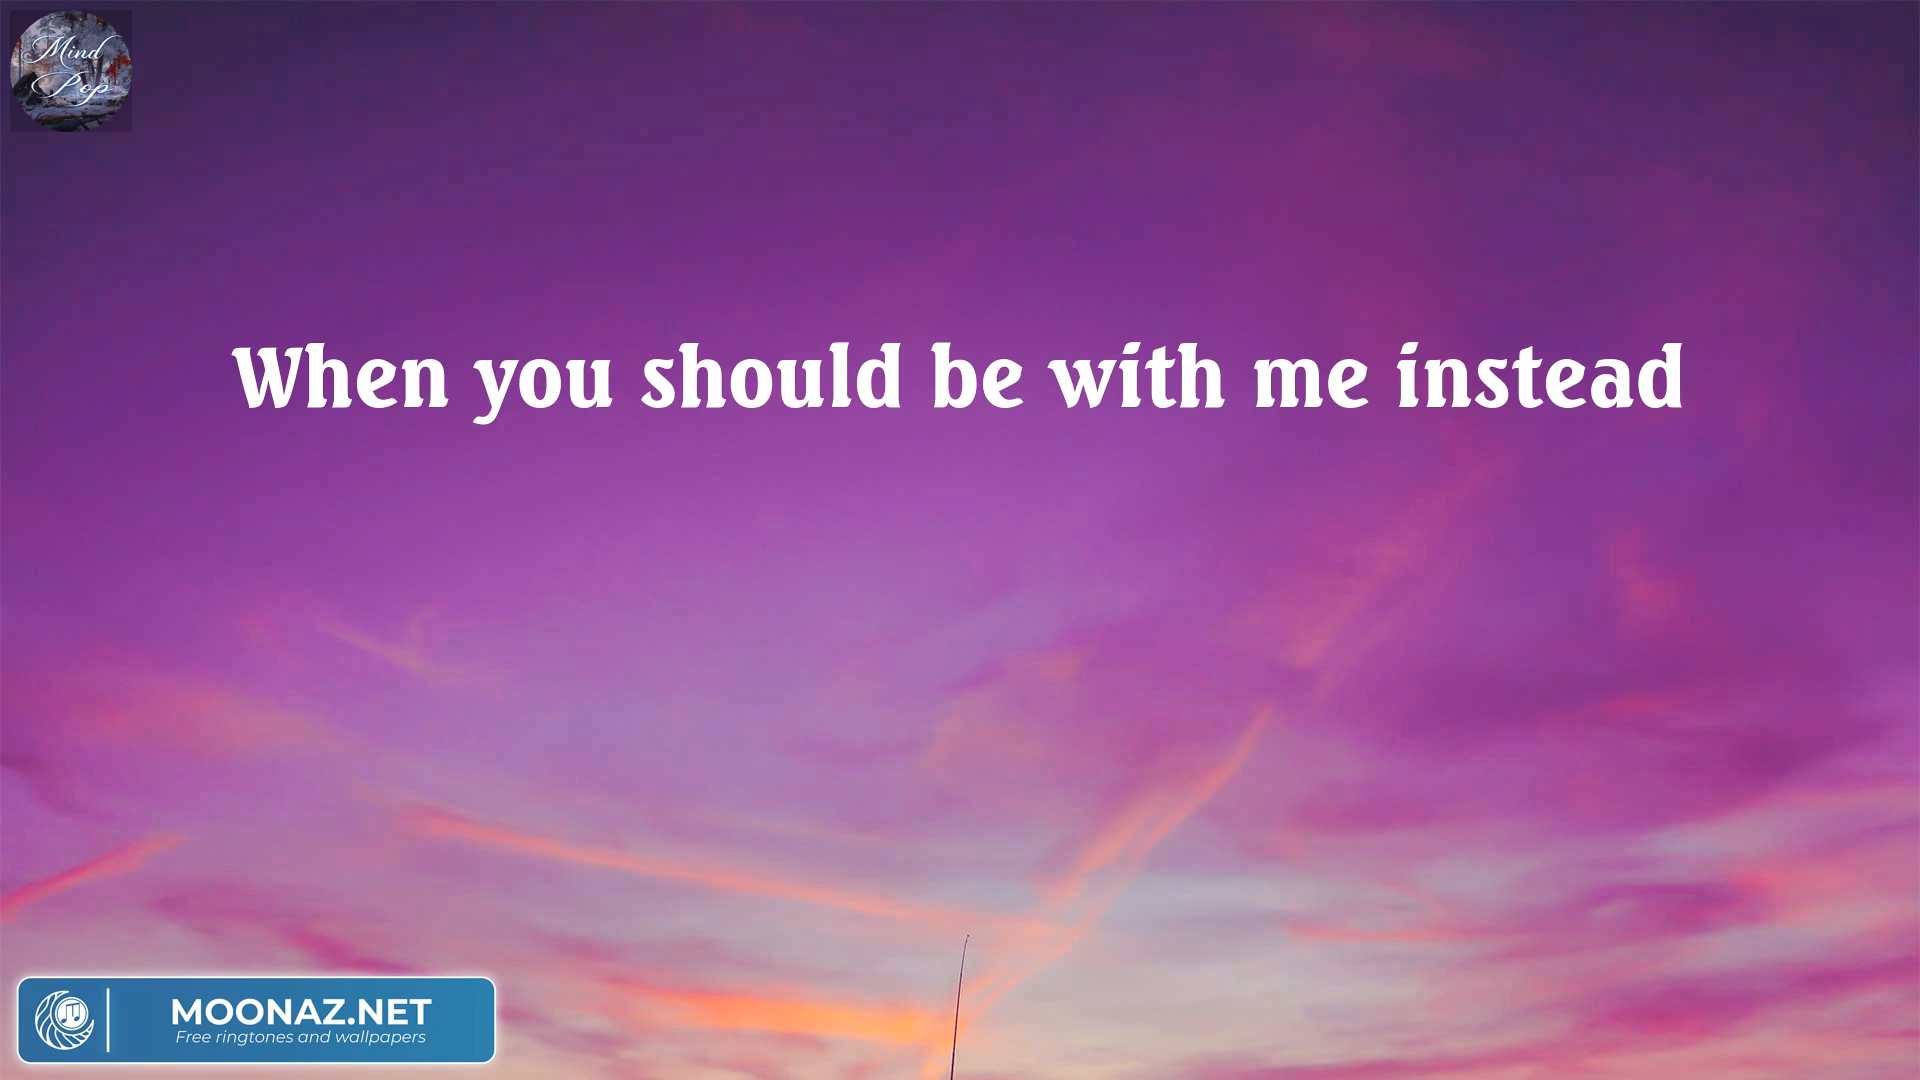 Mind
Pop
When you should be with me instead
MOONAZ.NET
Free ringtones and wallpapers